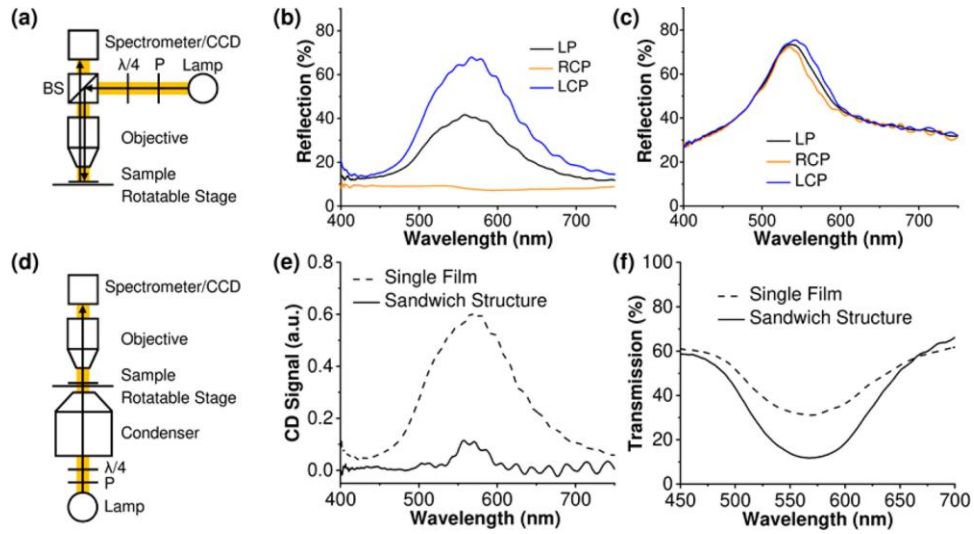 (a)
Spectrometer/CCD
λ/4 P Lamp
BS
Objective
Sample
Rotatable Stage
(b)
80
60
40
20
0
Reflection (%)
LP
RCP
LCP
400 500 600 700
Wavelength (nm)
(c)
80
60
40
20
0
Reflection (%)
LP
RCP
LCP
400 500 600 700
Wavelength (nm)
(d)
Spectrometer/CCD
Objective
Sample
Rotatable Stage
Condenser
λ/4
P
Lamp
(e)
0.8
0.6
0.4
0.2
0.0
CD Signal (a.u.)
Single Film
Sandwich Structure
400 500 600 700
Wavelength (nm)
(f)
100
80
60
40
20
0
Transmission (%)
Single Film
Sandwich Structure
450 500 550 600 650 700
Wavelength (nm)